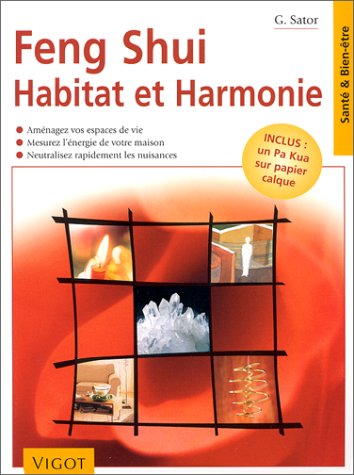 G. Sator
Feng Shui
Habitat et Harmonie
Santé & Bien-être
● Aménagez vos espaces de vie
● Mesurez l'énergie de votre maison
● Neutralisez rapidement les nuisances
INCLUS :
un Pa Kua
sur papier
calque
VIGOT